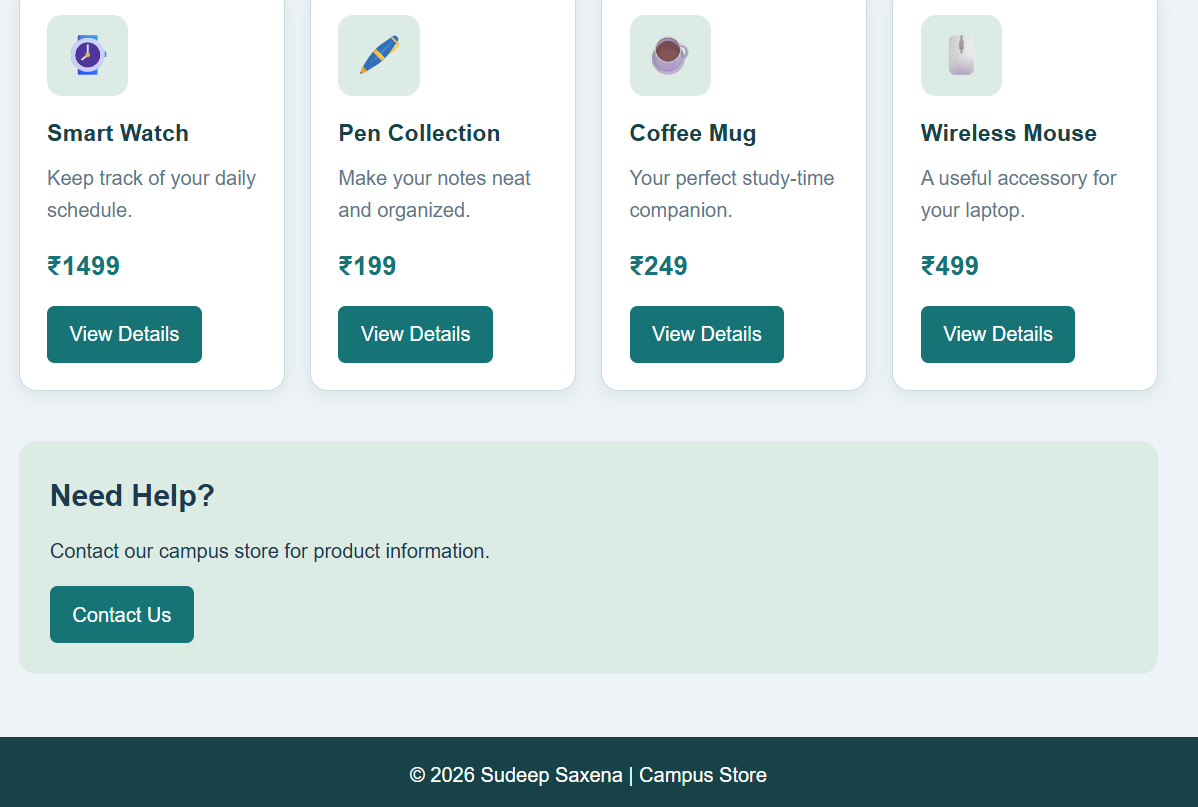 Smart Watch
Keep track of your daily
schedule.
₹1499
View Details
Pen Collection
Make your notes neat
and organized.
₹199
View Details
Coffee Mug
Your perfect study-time
companion.
₹249
View Details
Wireless Mouse
A useful accessory for
your laptop.
₹499
View Details
Need Help?
Contact our campus store for product information.
Contact Us
© 2026 Sudeep Saxena | Campus Store